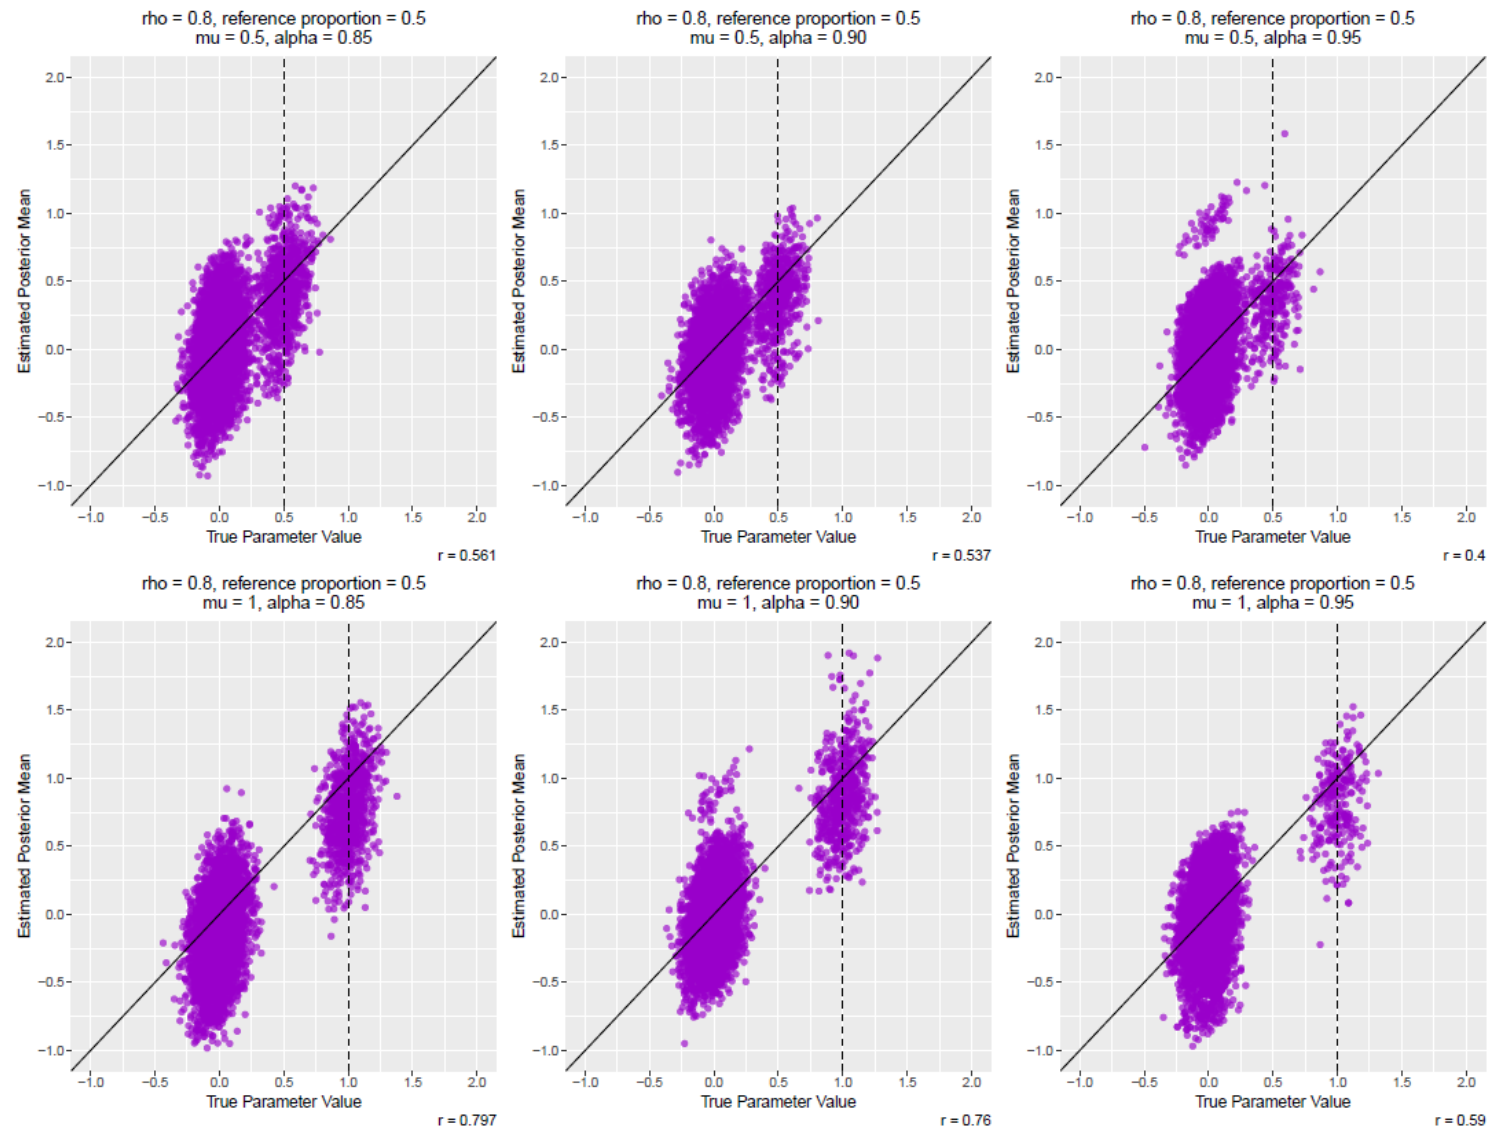 rho = 0.8, reference proportion = 0.5
mu = 0.5, alpha = 0.85
2.0
1.5
1.0
0.5
0.0
−0.5
−1.0
Estimated Posterior Mean
−1.0 −0.5 0.0 0.5 1.0 1.5 2.0
True Parameter Value
r = 0.561
rho = 0.8, reference proportion = 0.5
mu = 0.5, alpha = 0.90
2.0
1.5
1.0
0.5
0.0
−0.5
−1.0
Estimated Posterior Mean
−1.0 −0.5 0.0 0.5 1.0 1.5 2.0
True Parameter Value
r = 0.537
rho = 0.8, reference proportion = 0.5
mu = 0.5, alpha = 0.95
2.0
1.5
1.0
0.5
0.0
−0.5
−1.0
Estimated Posterior Mean
−1.0 −0.5 0.0 0.5 1.0 1.5 2.0
True Parameter Value
r = 0.4
rho = 0.8, reference proportion = 0.5
mu = 1, alpha = 0.85
2.0
1.5
1.0
0.5
0.0
−0.5
−1.0
Estimated Posterior Mean
−1.0 −0.5 0.0 0.5 1.0 1.5 2.0
True Parameter Value
r = 0.797
rho = 0.8, reference proportion = 0.5
mu = 1, alpha = 0.90
2.0
1.5
1.0
0.5
0.0
−0.5
−1.0
Estimated Posterior Mean
−1.0 −0.5 0.0 0.5 1.0 1.5 2.0
True Parameter Value
r = 0.76
rho = 0.8, reference proportion = 0.5
mu = 1, alpha = 0.95
2.0
1.5
1.0
0.5
0.0
−0.5
−1.0
Estimated Posterior Mean
−1.0 −0.5 0.0 0.5 1.0 1.5 2.0
True Parameter Value
r = 0.59